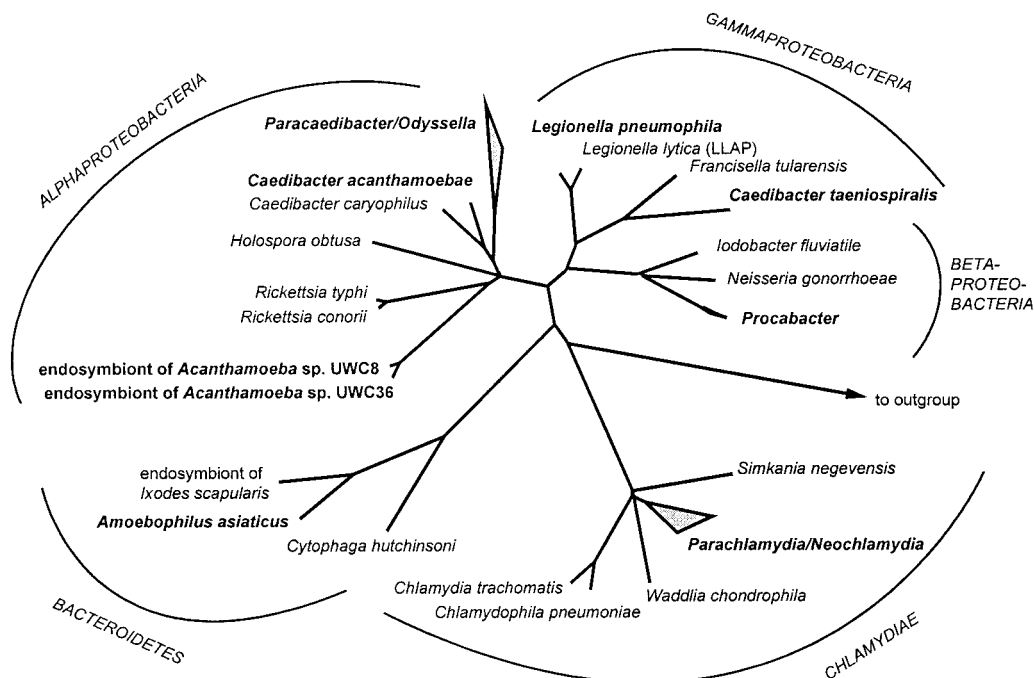 GAMMAPROTEOBACTERIA
ALPHAPROTEOBACTERIA
Paracaedibacter/Odyssella
Legionella pneumophila
Legionella lytica (LLAP)
Francisella tularensis
Caedibacter acanthamoebae
Caedibacter caryophilus
Caedibacter taeniospiralis
Holospora obtusa
Iodobacter fluviatile
Neisseria gonorrhoeae
BETA-
PROTEO-
BACTERIA
Rickettsia typhi
Rickettsia conorii
Procabacter
endosymbiont of Acanthamoeba sp. UWC8
endosymbiont of Acanthamoeba sp. UWC36
to outgroup
endosymbiont of
Ixodes scapularis
Simkania negevensis
Amoebophilus asiaticus
Cytophaga hutchinsoni
Parachlamydia/Neochlamydia
Chlamydia trachomatis
Chlamydophila pneumoniae
Waddlia chondrophila
BACTEROIDETES
CHLAMYDIAE